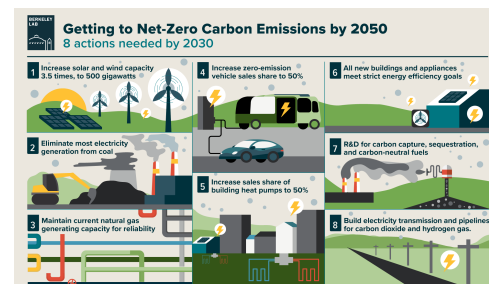 BERKELEY
LAB
Getting to Net-Zero Carbon Emissions by 2050
8 actions needed by 2030
1
Increase solar and wind capacity
3.5 times, to 500 gigawatts
2
Eliminate most electricity
generation from coal
3
Maintain current natural gas
generating capacity for reliability
4
Increase zero-emission
vehicle sales share to 50%
5
Increase sales share of
building heat pumps to 50%
6
All new buildings and appliances
meet strict energy efficiency goals
7
R&D for carbon capture, sequestration,
and carbon-neutral fuels
8
Build electricity transmission and pipelines
for carbon dioxide and hydrogen gas.